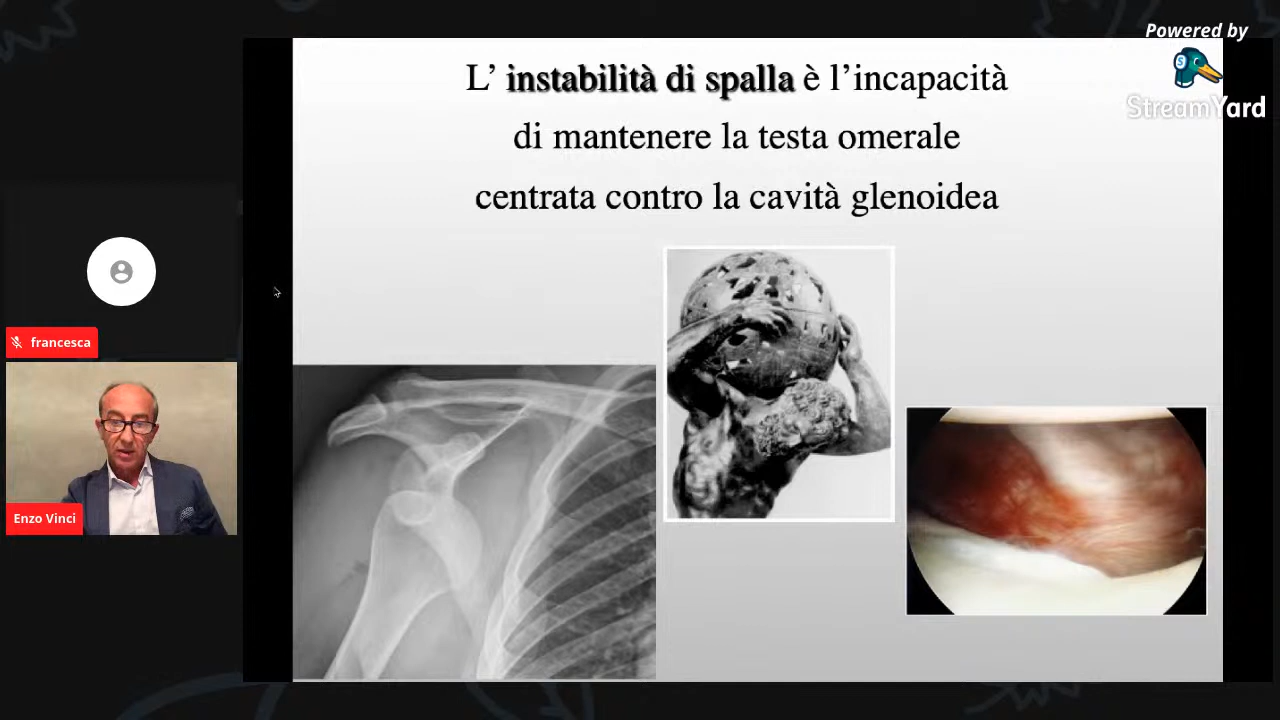 L’ instabilità di spalla è l’incapacità
di mantenere la testa omerale
centrata contro la cavità glenoidea
Powered by
StreamYard
francesca
Enzo Vinci